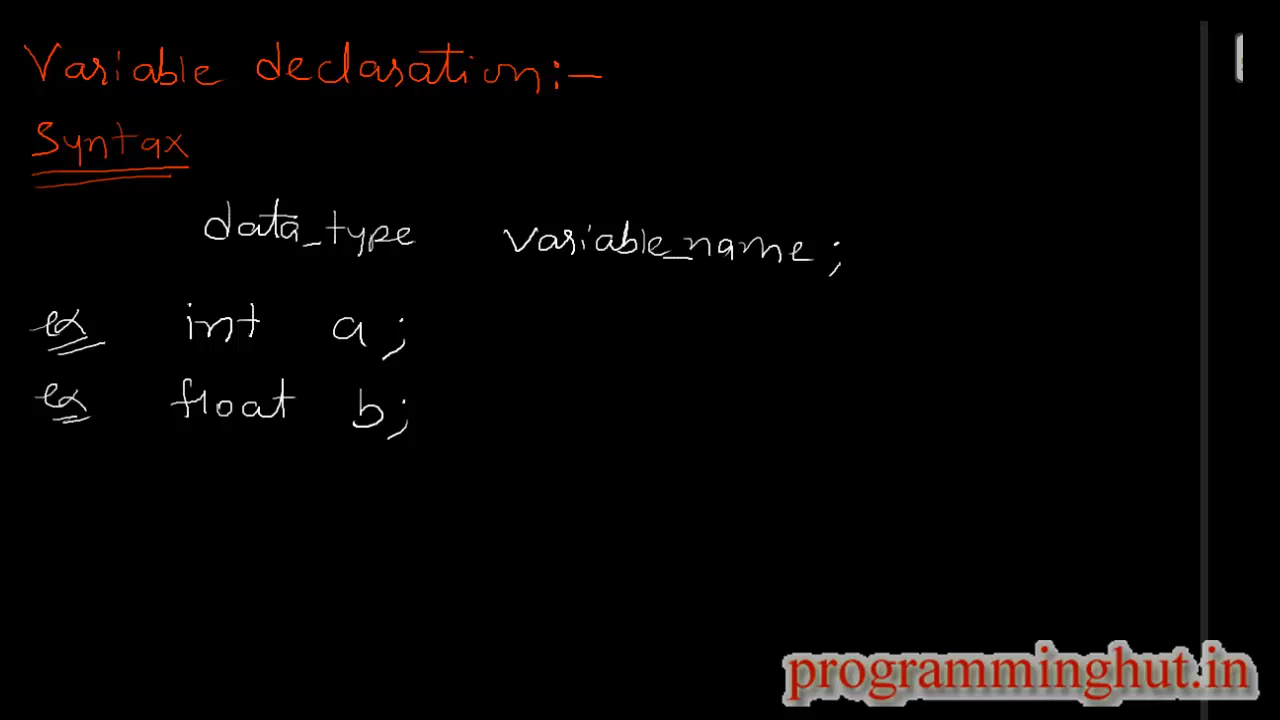 Variable declaration:-
Syntax
data_type variable_name;
ex int a;
ex float b;
programminghut.in